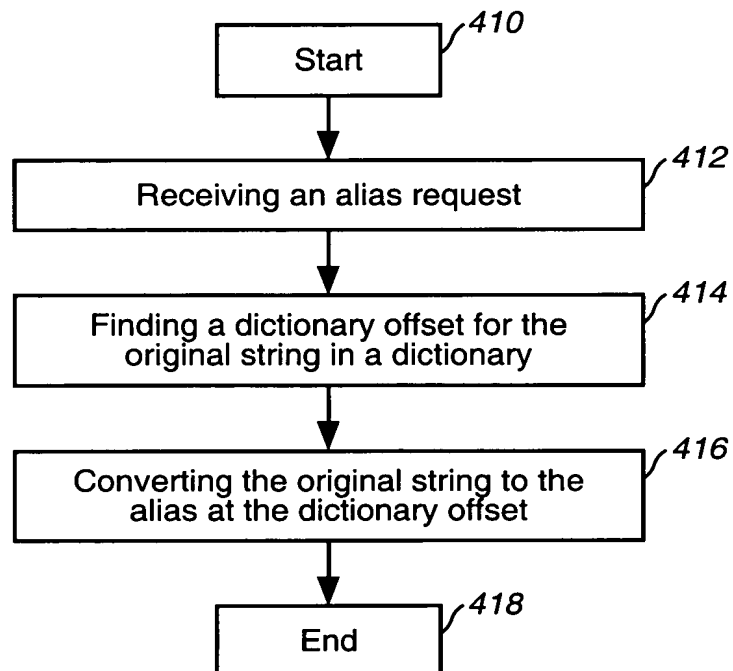 410
Start
412
Receiving an alias request
414
Finding a dictionary offset for the
original string in a dictionary
416
Converting the original string to the
alias at the dictionary offset
418
End